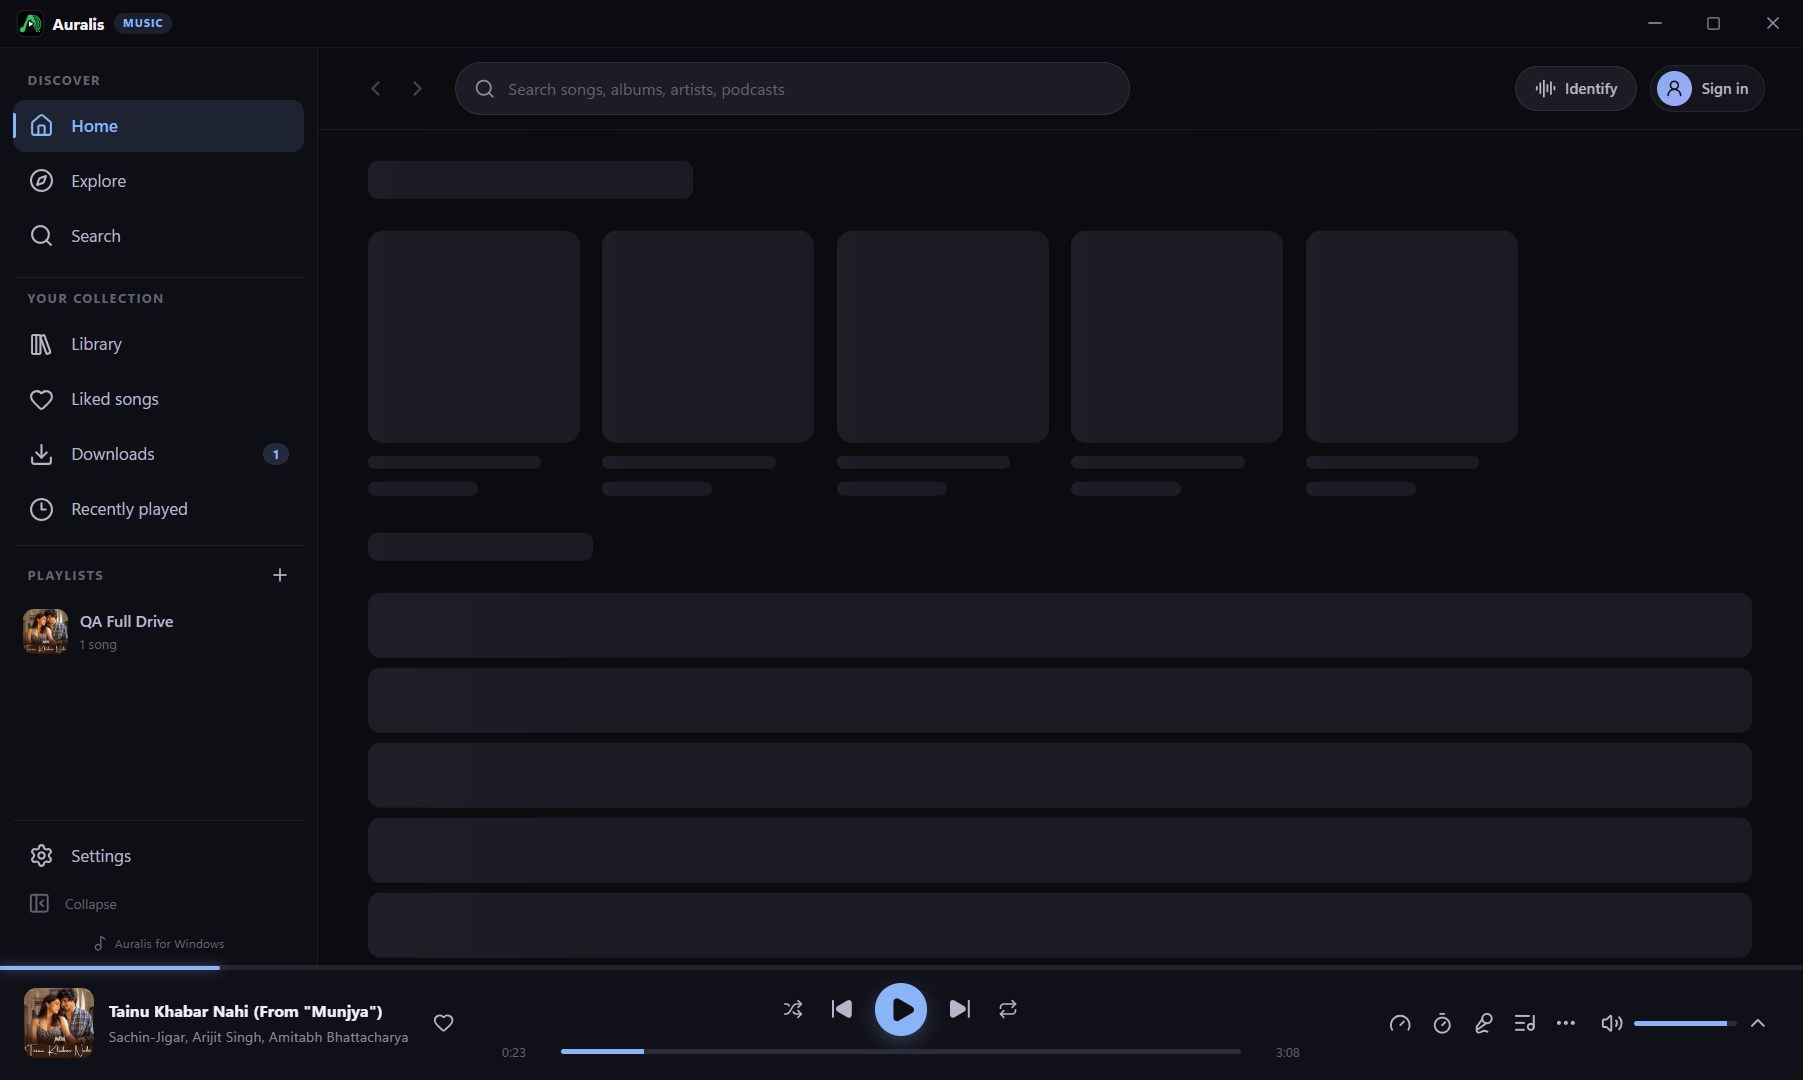 Auralis MUSIC
DISCOVER
Home
Explore
Search
YOUR COLLECTION
Library
Liked songs
Downloads 1
Recently played
PLAYLISTS
QA Full Drive
1 song
Settings
Collapse
Auralis for Windows
Search songs, albums, artists, podcasts
Identify
Sign in
Tainu Khabar Nahi (From "Munjya")
Sachin-Jigar, Arijit Singh, Amitabh Bhattacharya
0:23
3:08